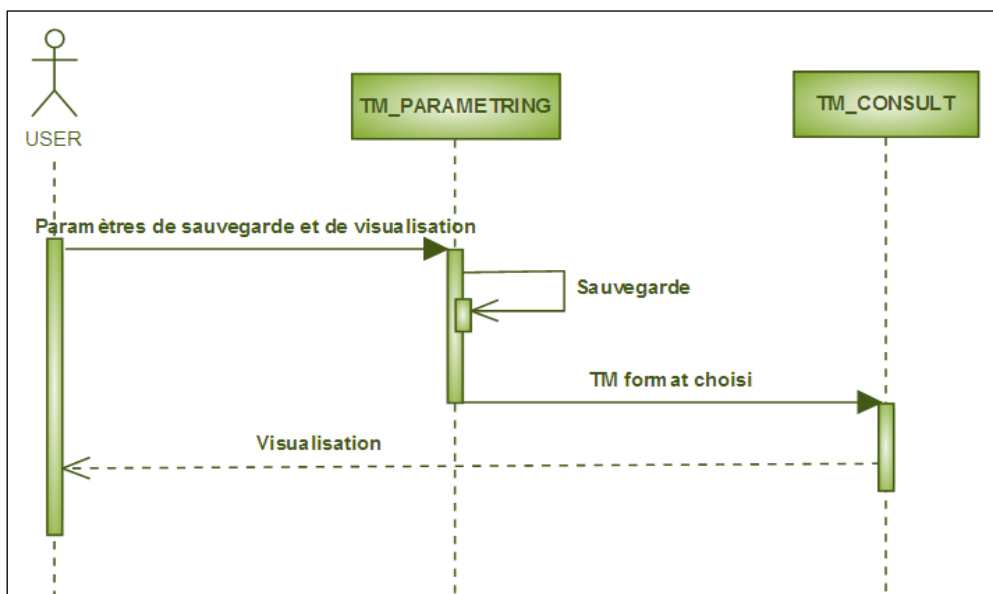 USER
TM_PARAMETRING
TM_CONSULT
Paramètres de sauvegarde et de visualisation
Sauvegarde
TM format choisi
Visualisation